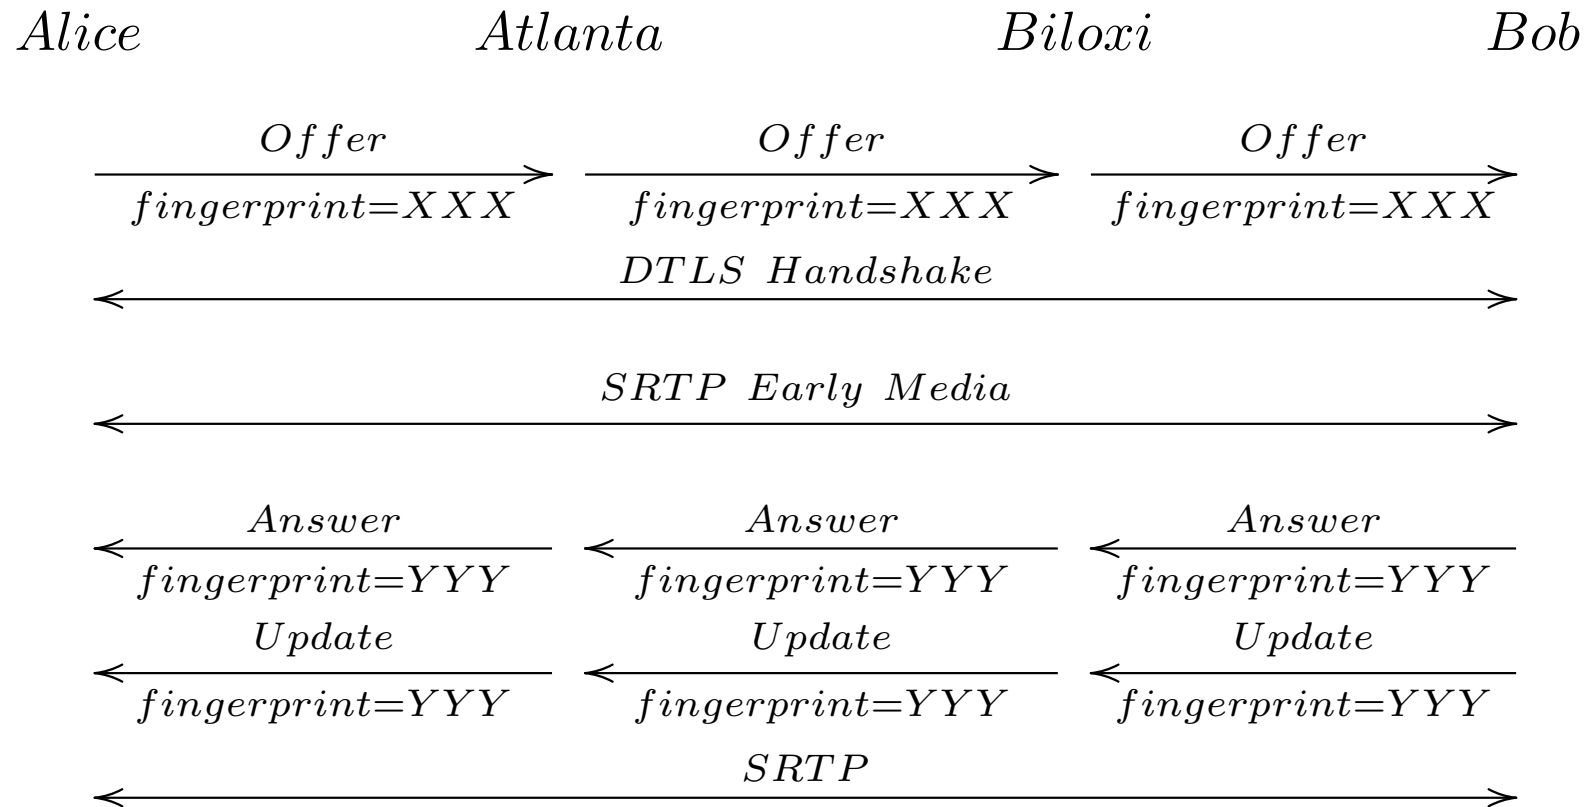 Alice Atlanta Biloxi Bob
Offer Offer Offer
fingerprint=XXX fingerprint=XXX fingerprint=XXX
DTLS Handshake
SRTP Early Media
Answer Answer Answer
fingerprint=YYY fingerprint=YYY fingerprint=YYY
Update Update Update
fingerprint=YYY fingerprint=YYY fingerprint=YYY
SRTP